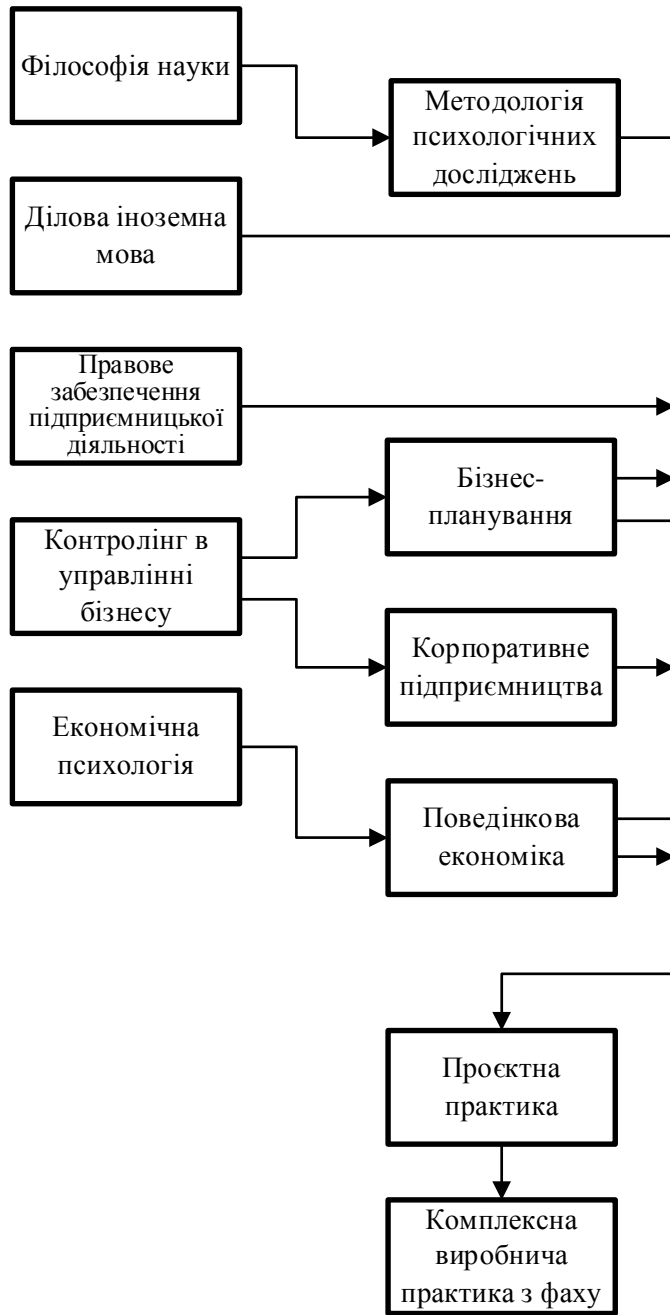 Філософія науки
Методологія
психологічних
досліджень
Ділова іноземна
мова
Правове
забезпечення
підприємницької
діяльності
Бізнес-
планування
Контролінг в
управлінні
бізнесу
Корпоративне
підприємництва
Економічна
психологія
Поведінкова
економіка
Проєктна
практика
Комплексна
виробнича
практика з фаху